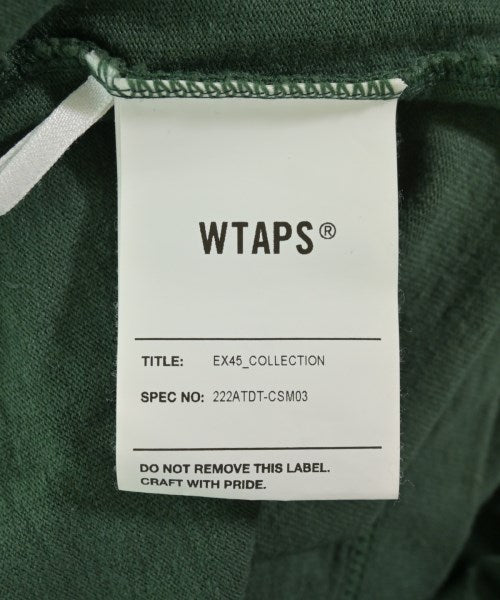 WTAPS®
TITLE: EX45_COLLECTION
SPEC NO: 222ATDT-CSM03
DO NOT REMOVE THIS LABEL.
CRAFT WITH PRIDE.